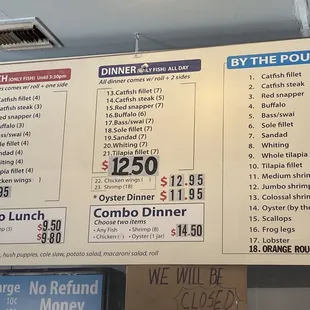 CH (ONLY FISH) Until 3:30pm
comes w/ roll + one side
Catfish fillet (4)
Catfish steak (3)
Red snapper (4)
Buffalo (3)
Bass/swai (4)
Sole fillet (4)
Sandad (4)
Whiting (4)
Tilapia fillet (4)
Chicken wings
95
o Lunch
(3) $9.50
$9.80
DINNER (ONLY FISH) ALL DAY
All dinner comes w/ roll + 2 sides
13. Catfish fillet (7)
14. Catfish steak (5)
15. Red snapper (7)
16. Buffalo (6)
17. Bass/swai (7)
18. Sole fillet (7)
19. Sandad (7)
20. Whiting (7)
21. Tilapia fillet (7)
$12.50
22. Chicken wings ( )
23. Shrimp (18)
$12.95
* Oyster Dinner $11.95
Combo Dinner
Choose two items
• Any Fish • Shrimp (8)
• Chicken • Oyster (1 jar)
$14.50
BY THE POU
1. Catfish fillet
2. Catfish steak
3. Red snapper
4. Buffalo
5. Bass/swai
6. Sole fillet
7. Sandad
8. Whiting
9. Whole tilapia
10. Tilapia fillet
11. Medium shrimp
12. Jumbo shrimp
13. Colossal shrim
14. Oyster (by the
15. Scallops
16. Frog legs
17. Lobster
18. ORANGE ROU
, hush puppies, cole slaw, potato salad, macaroni salad, roll
arge
10¢
No Refund
Money
WE WILL BE
CLOSED